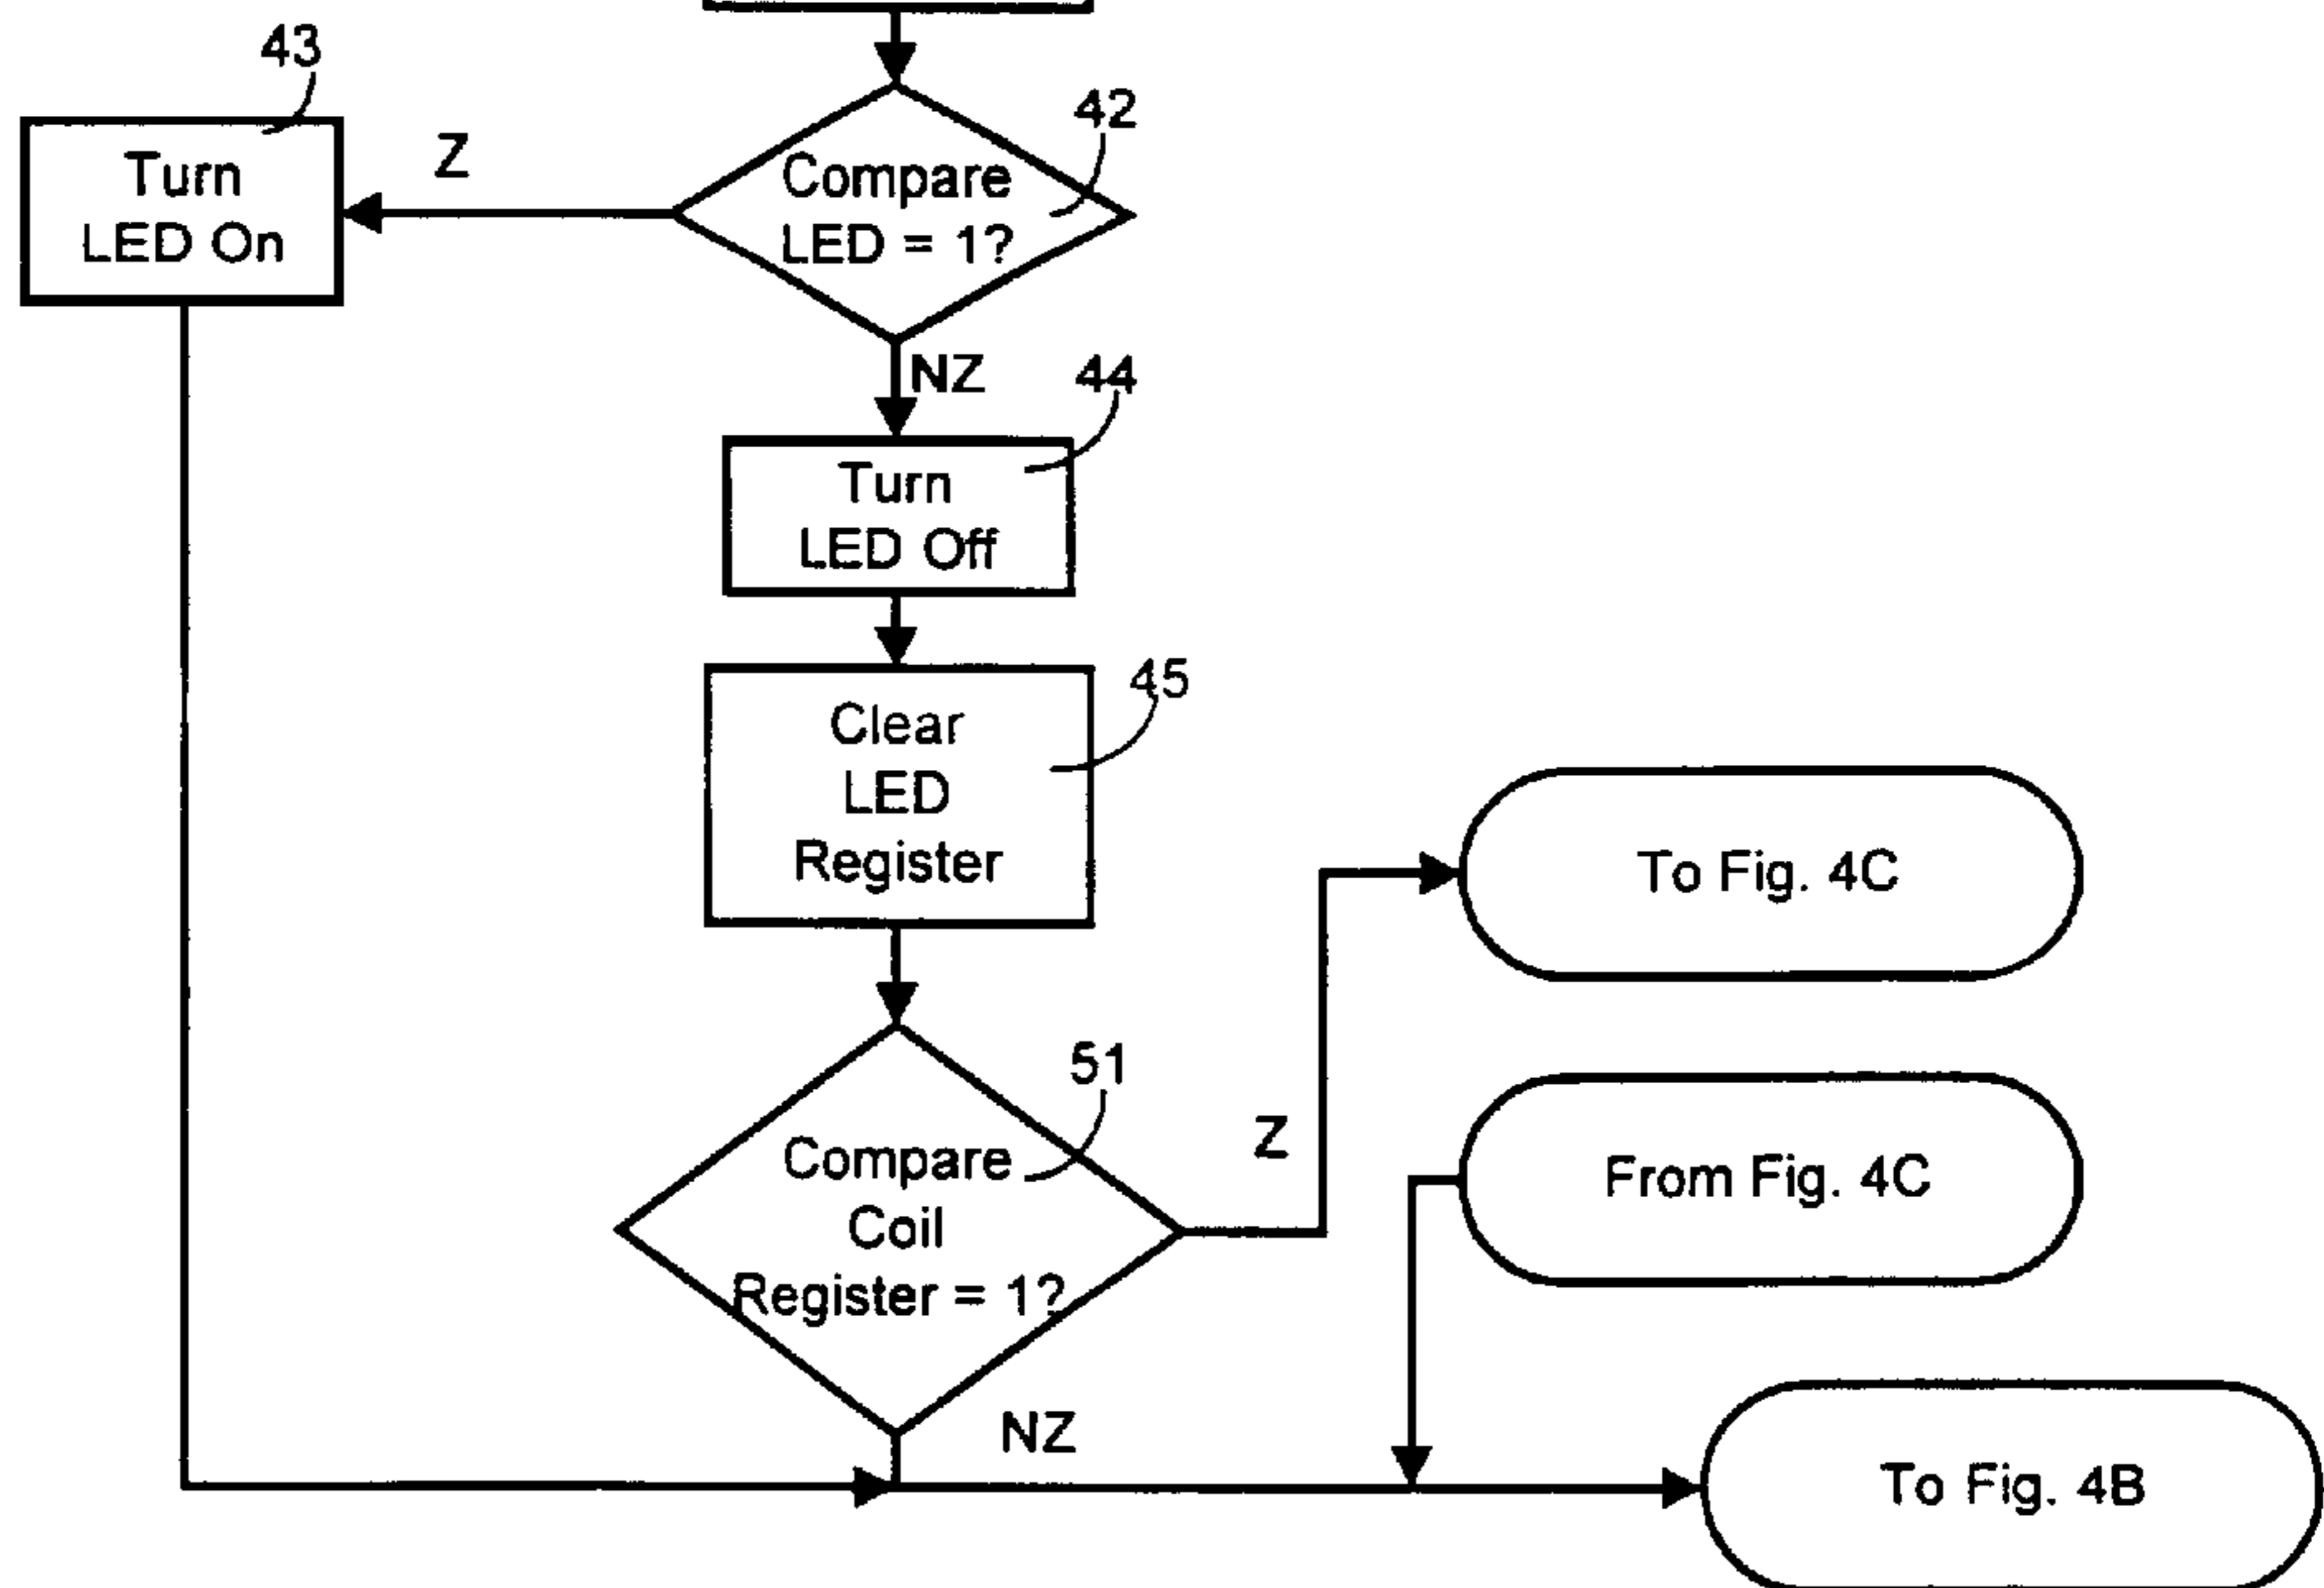 43
42
Z
Turn
LED On
Compare
LED = 1?
NZ
44
Turn
LED Off
45
Clear
LED
Register
To Fig. 4C
51
Z
Compare
Coil
Register = 1?
From Fig. 4C
NZ
To Fig. 4B